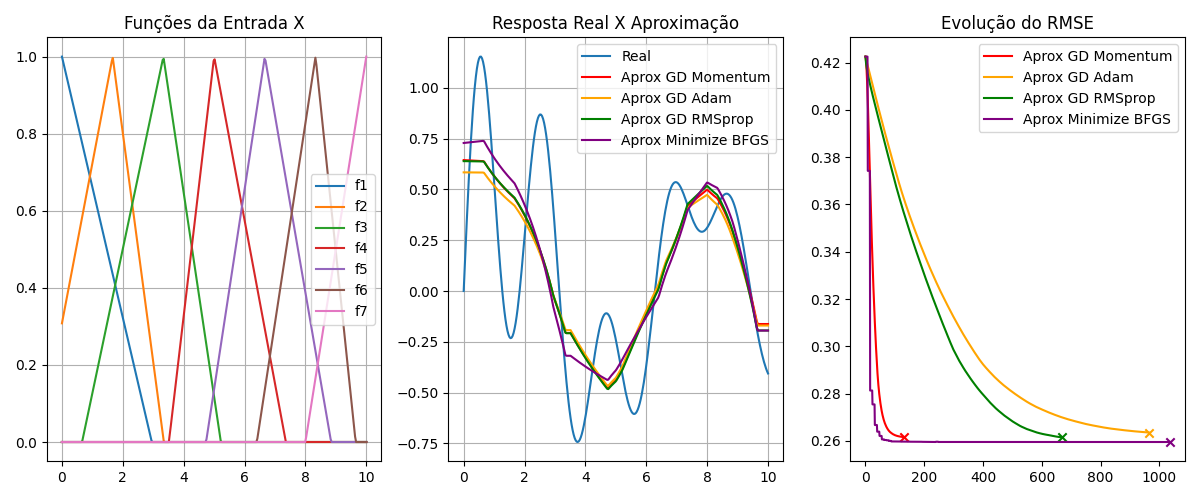 Funções da Entrada X
1.0
0.8
0.6
0.4
0.2
0.0
0 2 4 6 8 10
f1
f2
f3
f4
f5
f6
f7
Resposta Real X Aproximação
1.00
0.75
0.50
0.25
0.00
−0.25
−0.50
−0.75
0 2 4 6 8 10
Real
Aprox GD Momentum
Aprox GD Adam
Aprox GD RMSprop
Aprox Minimize BFGS
Evolução do RMSE
0.42
0.40
0.38
0.36
0.34
0.32
0.30
0.28
0.26
0 200 400 600 800 1000
Aprox GD Momentum
Aprox GD Adam
Aprox GD RMSprop
Aprox Minimize BFGS